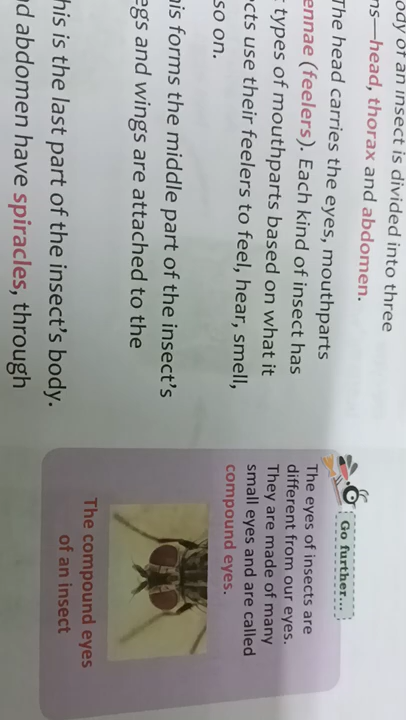 ody of an insect is divided into three
ns—head, thorax and abdomen.
The head carries the eyes, mouthparts
ennae (feelers). Each kind of insect has
types of mouthparts based on what it
cts use their feelers to feel, hear, smell,
so on.
his forms the middle part of the insect's
egs and wings are attached to the
his is the last part of the insect's body.
d abdomen have spiracles, through
Go further...
The eyes of insects are
different from our eyes.
They are made of many
small eyes and are called
compound eyes.
The compound eyes
of an insect